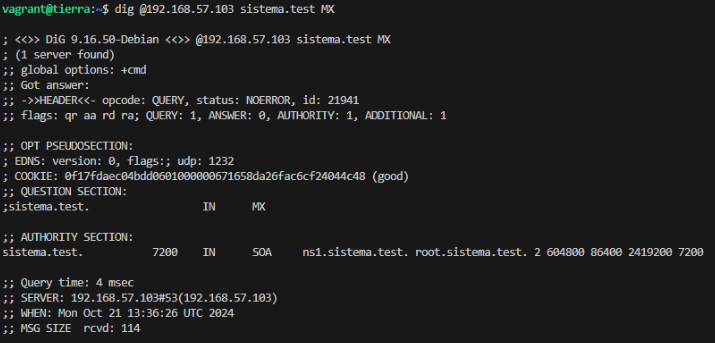 vagrant@tierra:~$ dig @192.168.57.103 sistema.test MX
; <<>> DiG 9.16.50-Debian <<>> @192.168.57.103 sistema.test MX
; (1 server found)
;; global options: +cmd
;; Got answer:
;; ->>HEADER<<- opcode: QUERY, status: NOERROR, id: 21941
;; flags: qr aa rd ra; QUERY: 1, ANSWER: 0, AUTHORITY: 1, ADDITIONAL: 1
;; OPT PSEUDOSECTION:
; EDNS: version: 0, flags:; udp: 1232
; COOKIE: 0f17fdaec04bdd0601000000671658da26fac6cf24044c48 (good)
;; QUESTION SECTION:
;sistema.test. IN MX
;; AUTHORITY SECTION:
sistema.test. 7200 IN SOA ns1.sistema.test. root.sistema.test. 2 604800 86400 2419200 7200
;; Query time: 4 msec
;; SERVER: 192.168.57.103#53(192.168.57.103)
;; WHEN: Mon Oct 21 13:36:26 UTC 2024
;; MSG SIZE rcvd: 114